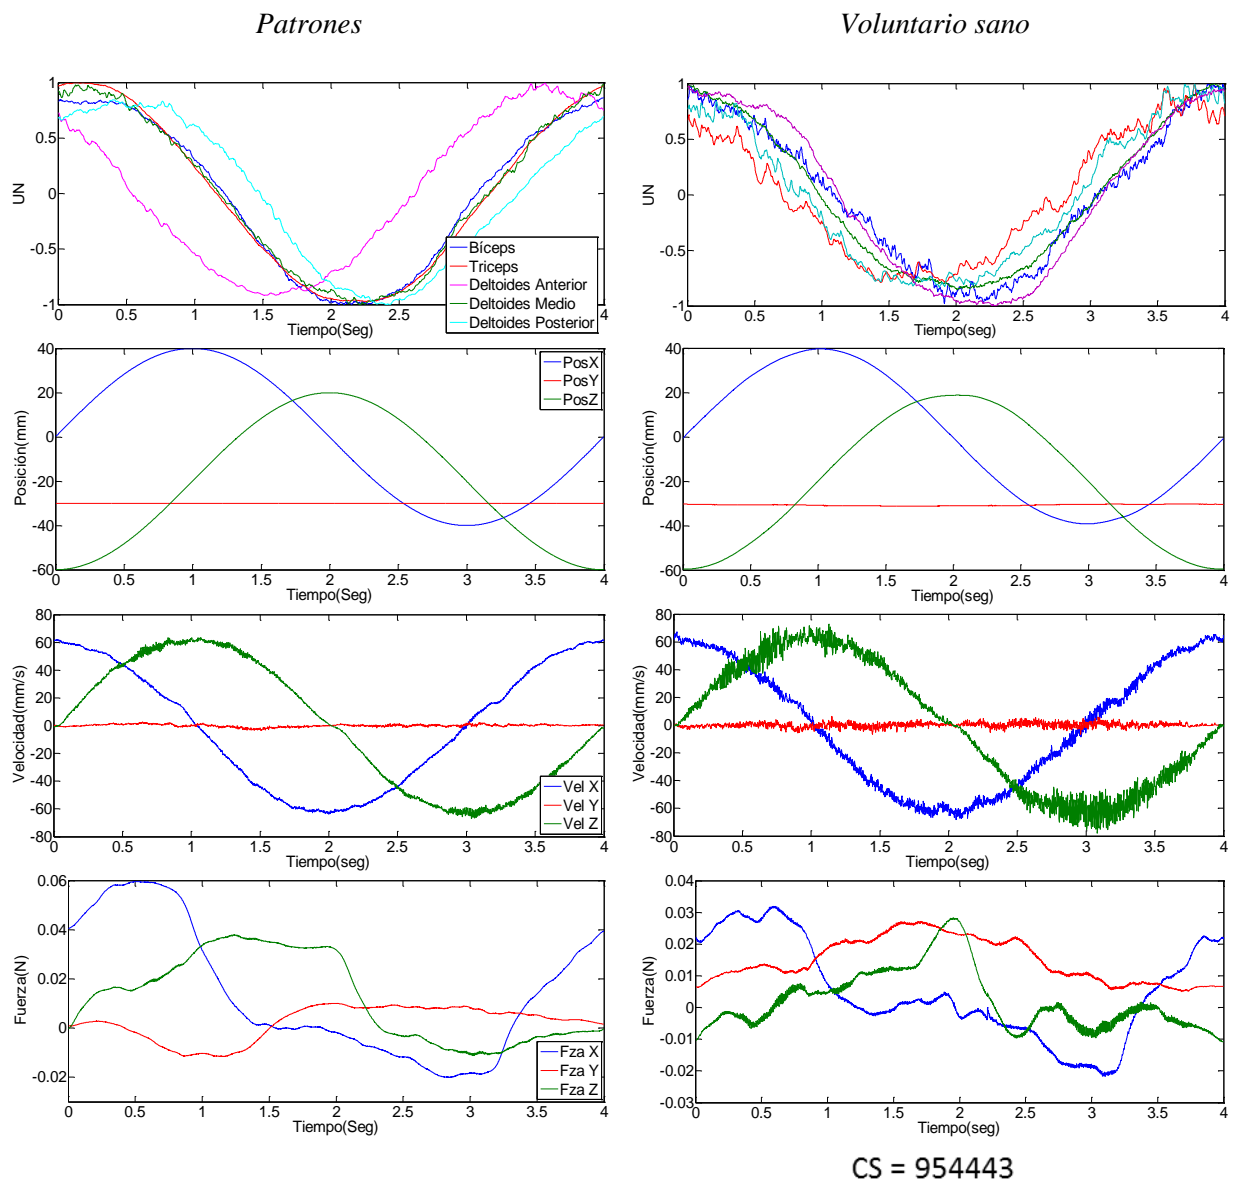 Patrones
Voluntario sano
1
0.5
0
-0.5
-1
UN
0 0.5 1 1.5 2 2.5 3 3.5 4
Tiempo(Seg)
Bíceps
Triceps
Deltoides Anterior
Deltoides Medio
Deltoides Posterior
1
0.5
0
-0.5
-1
UN
0 0.5 1 1.5 2 2.5 3 3.5 4
Tiempo(Seg)
40
20
0
-20
-40
-60
Posición(mm)
0 0.5 1 1.5 2 2.5 3 3.5 4
Tiempo(Seg)
PosX
PosY
PosZ
40
20
0
-20
-40
-60
Posición(mm)
0 0.5 1 1.5 2 2.5 3 3.5 4
Tiempo(seg)
80
60
40
20
0
-20
-40
-60
-80
Velocidad(mm/s)
0 0.5 1 1.5 2 2.5 3 3.5 4
Tiempo(seg)
Vel X
Vel Y
Vel Z
80
60
40
20
0
-20
-40
-60
-80
Velocidad(mm/s)
0 0.5 1 1.5 2 2.5 3 3.5 4
Tiempo(seg)
0.06
0.04
0.02
0
-0.02
Fuerza(N)
0 0.5 1 1.5 2 2.5 3 3.5 4
Tiempo(Seg)
Fza X
Fza Y
Fza Z
0.04
0.03
0.02
0.01
0
-0.01
-0.02
-0.03
Fuerza(N)
0 0.5 1 1.5 2 2.5 3 3.5 4
Tiempo(seg)
CS = 954443